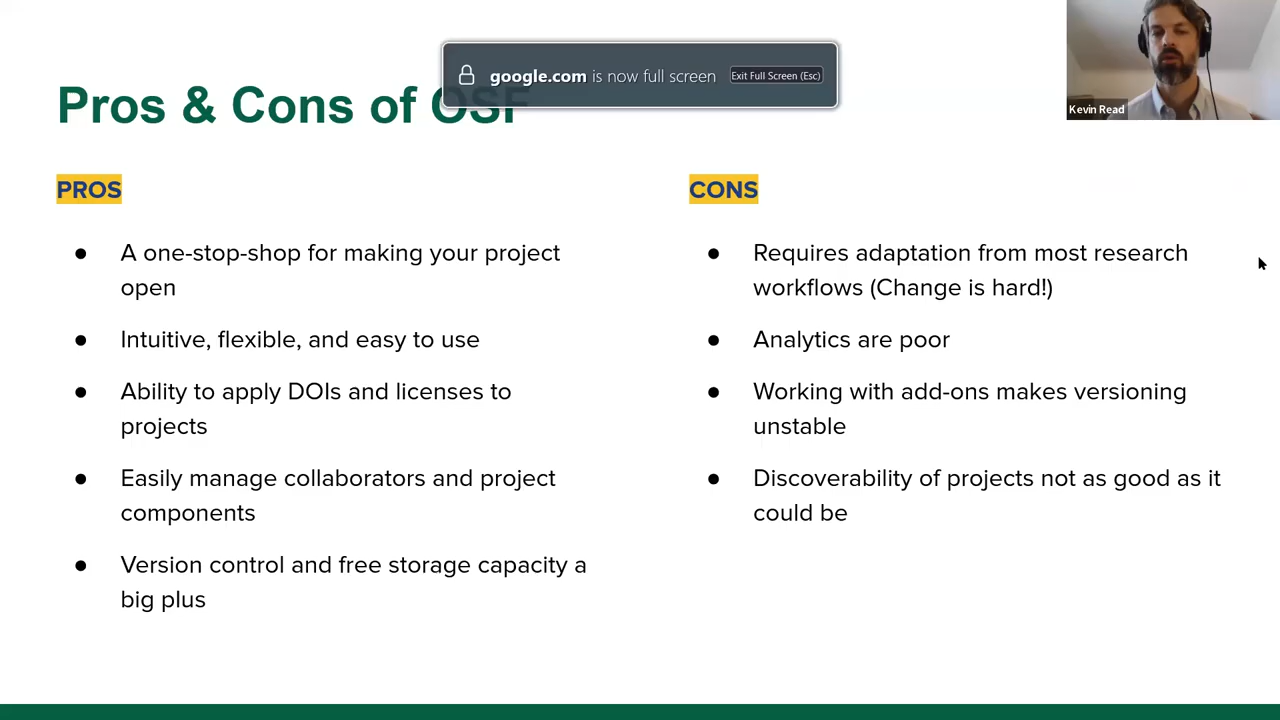 google.com is now full screen Exit Full Screen (Esc)
Kevin Read
Pros & Cons of OSF
PROS
● A one-stop-shop for making your project
open
● Intuitive, flexible, and easy to use
● Ability to apply DOIs and licenses to
projects
● Easily manage collaborators and project
components
● Version control and free storage capacity a
big plus
CONS
● Requires adaptation from most research
workflows (Change is hard!)
● Analytics are poor
● Working with add-ons makes versioning
unstable
● Discoverability of projects not as good as it
could be